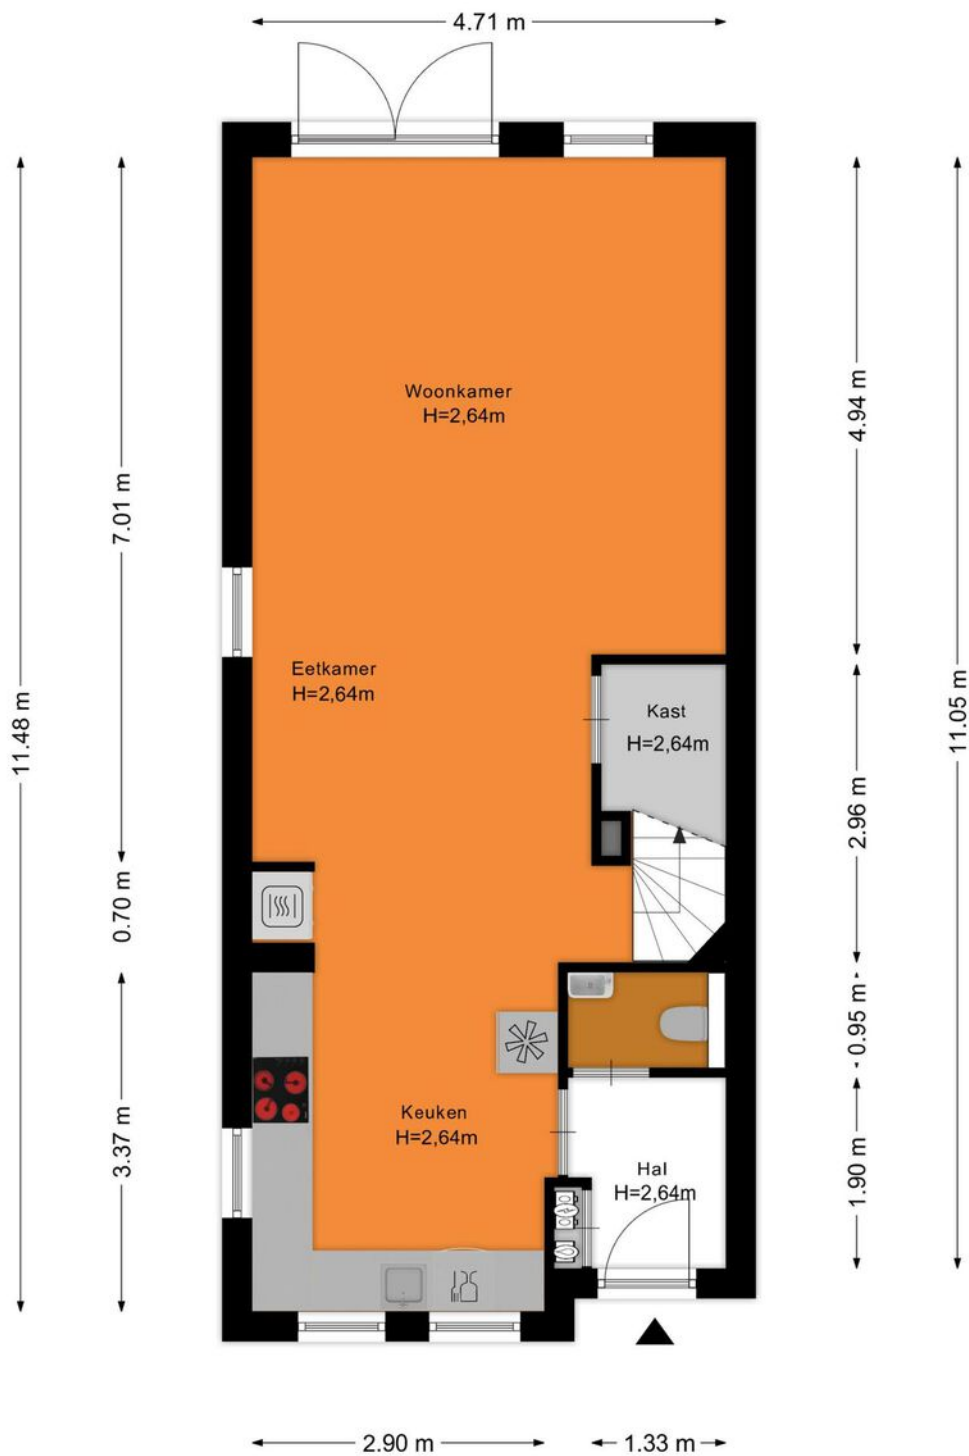 4.71 m
Woonkamer
H=2,64m
4.94 m
7.01 m
Eetkamer
H=2,64m
Kast
H=2,64m
11.48 m
11.05 m
2.96 m
0.70 m
0.95 m
Keuken
H=2,64m
3.37 m
1.90 m
Hal
H=2,64m
2.90 m
1.33 m